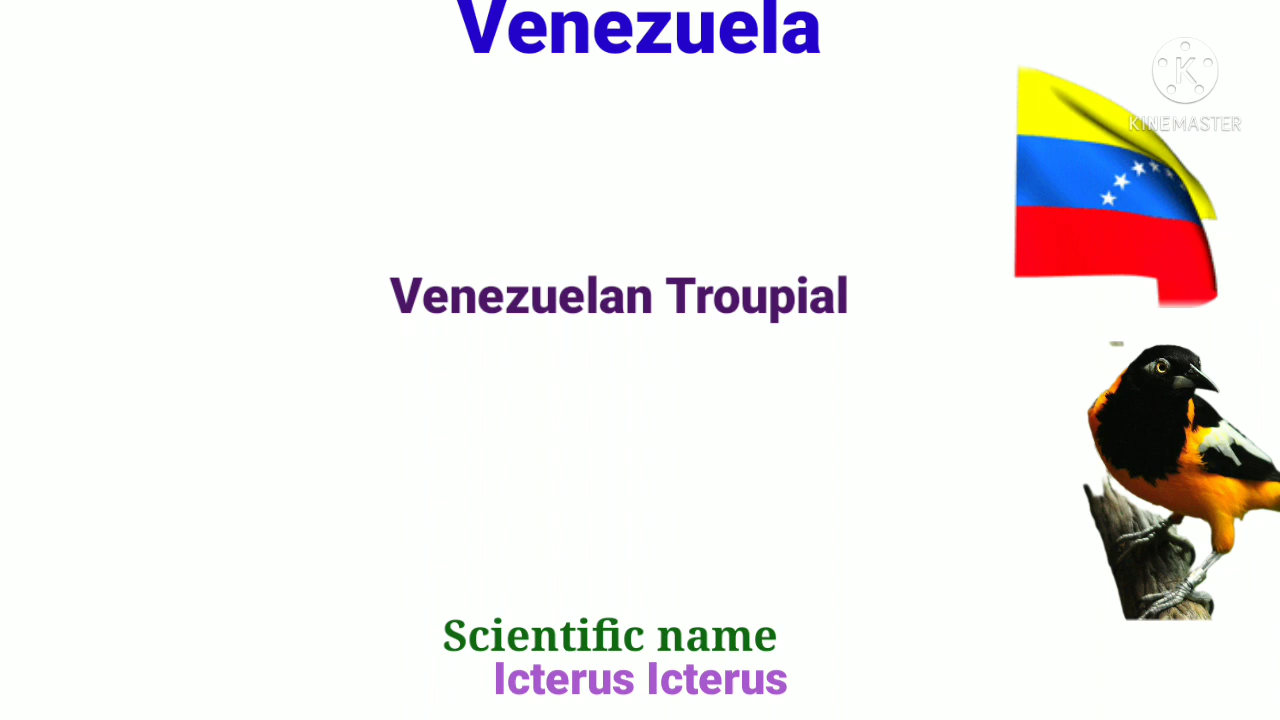 Venezuela
K
KINEMASTER
Venezuelan Troupial
Scientific name
Icterus Icterus